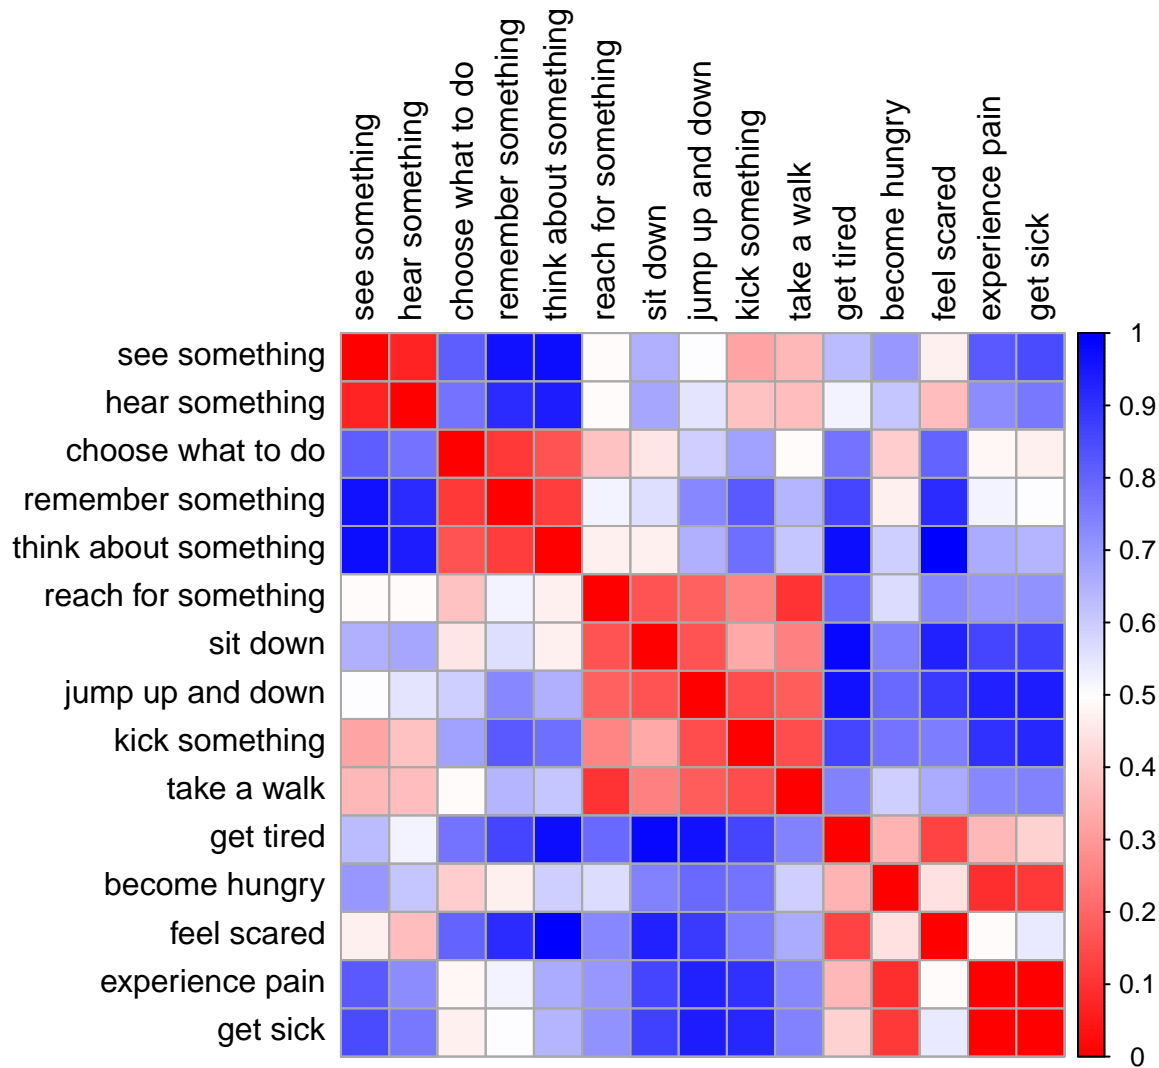 see something
hear something
choose what to do
remember something
think about something
reach for something
sit down
jump up and down
kick something
take a walk
get tired
become hungry
feel scared
experience pain
get sick
see something
hear something
choose what to do
remember something
think about something
reach for something
sit down
jump up and down
kick something
take a walk
get tired
become hungry
feel scared
experience pain
get sick
1
0.9
0.8
0.7
0.6
0.5
0.4
0.3
0.2
0.1
0